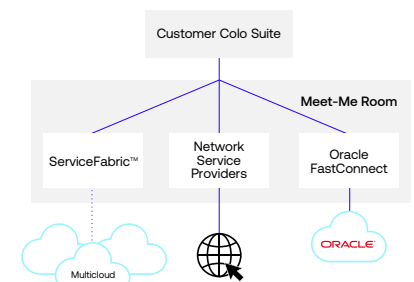 Customer Colo Suite
Meet-Me Room
ServiceFabric™
Network
Service
Providers
Oracle
FastConnect
Multicloud
ORACLE